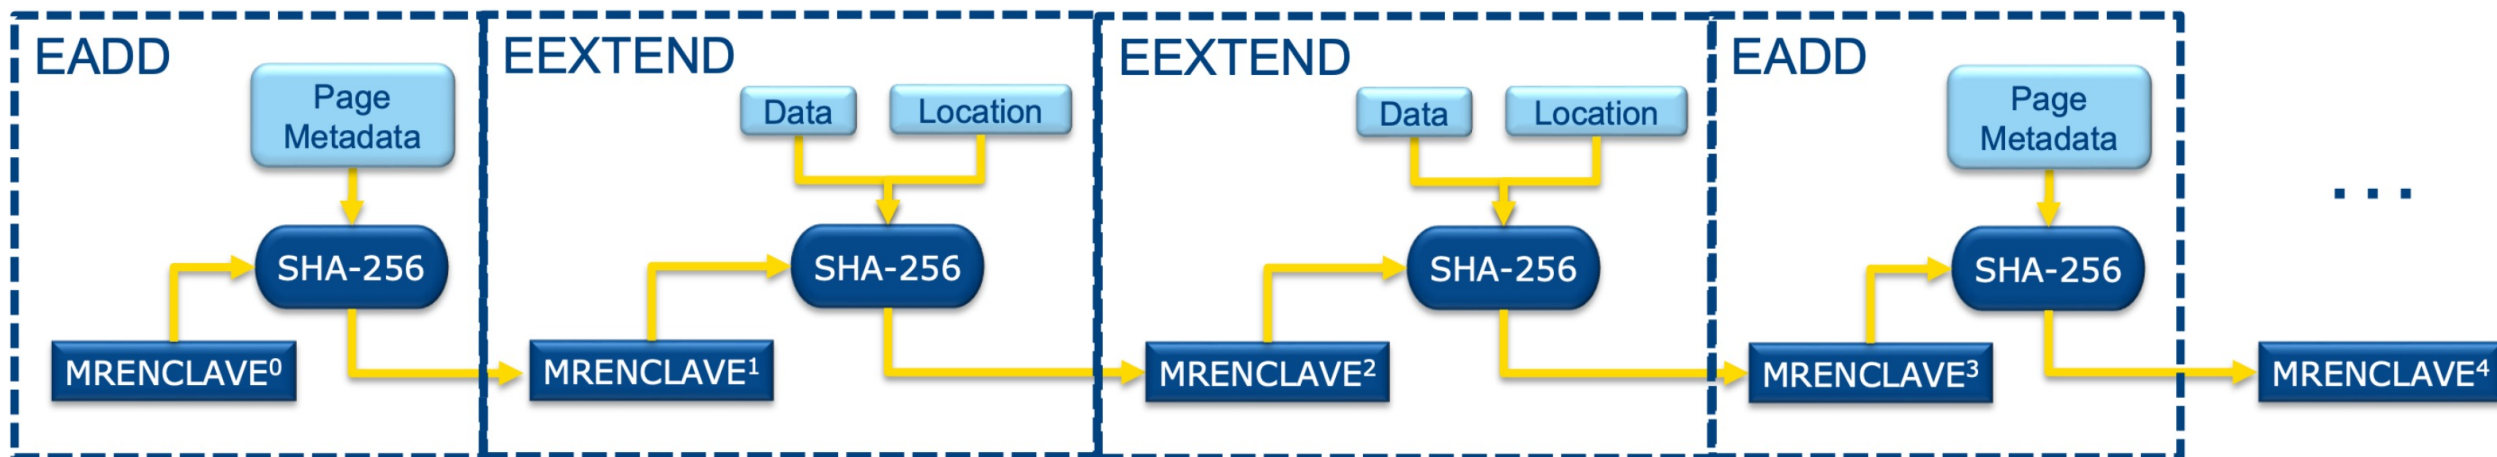 EADD
Page
Metadata
SHA-256
MRENCLAVE⁰
EEXTEND
Data
Location
SHA-256
MRENCLAVE¹
EEXTEND
Data
Location
SHA-256
MRENCLAVE²
EADD
Page
Metadata
SHA-256
MRENCLAVE³
...
MRENCLAVE⁴